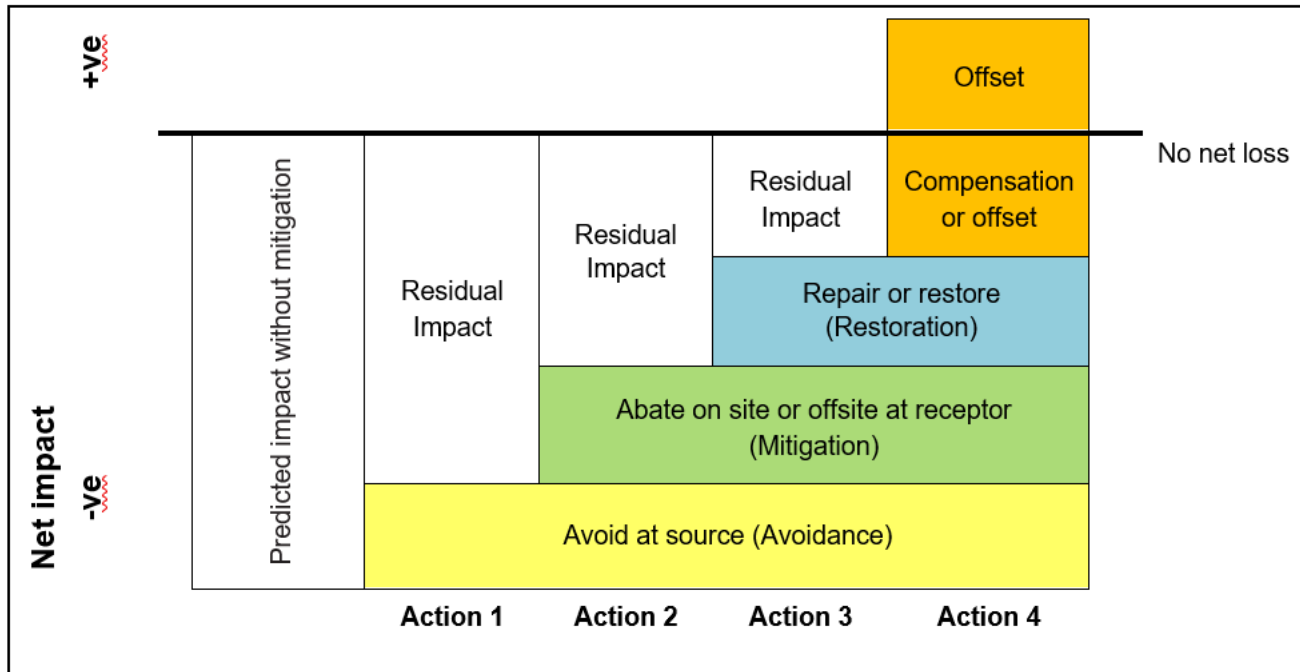 +ve
Offset
No net loss
Predicted impact without mitigation
Residual
Impact
Residual
Impact
Residual
Impact
Compensation
or offset
Repair or restore
(Restoration)
Abate on site or offsite at receptor
(Mitigation)
Net impact
-ve
Avoid at source (Avoidance)
Action 1
Action 2
Action 3
Action 4